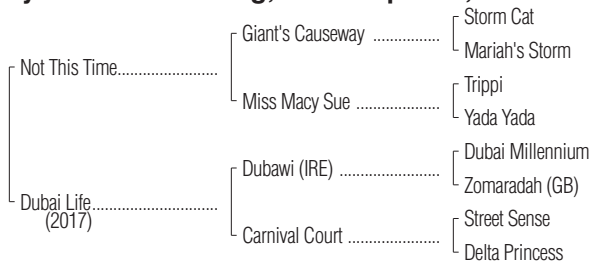 Giant's Causeway ................
Storm Cat
Mariah's Storm
Not This Time.......................
Miss Macy Sue ....................
Trippi
Yada Yada
Dubawi (IRE) .......................
Dubai Millennium
Zomaradah (GB)
Dubai Life.............................
(2017)
Carnival Court ......................
Street Sense
Delta Princess